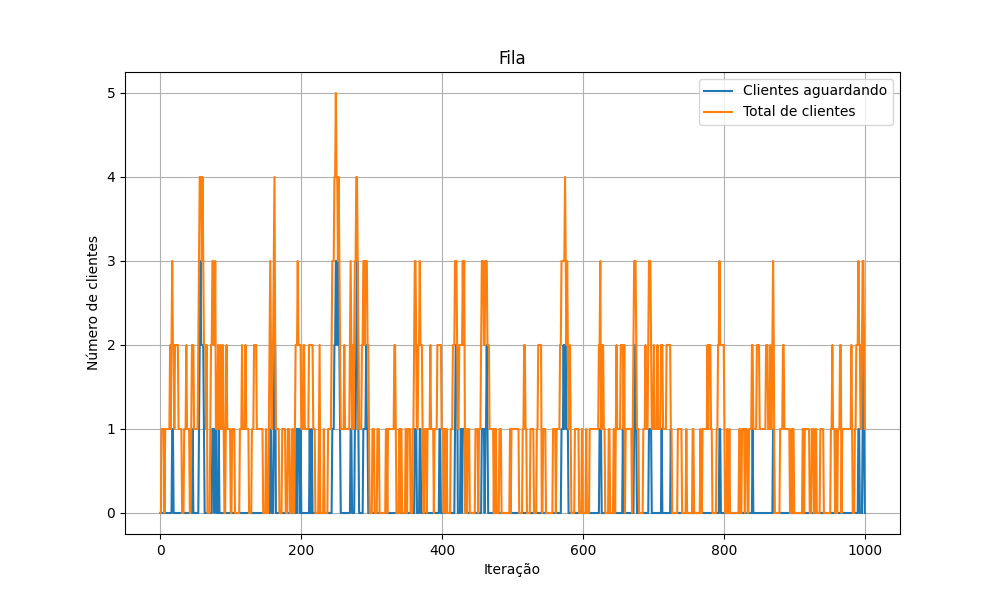 Fila
Clientes aguardando
Total de clientes
Número de clientes
5
4
3
2
1
0
0 200 400 600 800 1000
Iteração